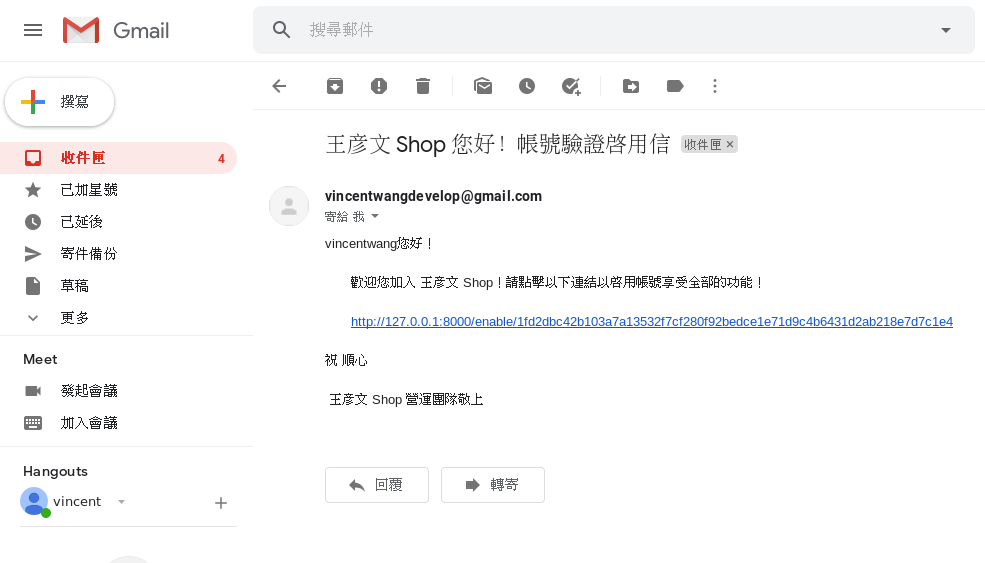 Gmail
搜尋郵件
撰寫
收件匣 4
已加星號
已延後
寄件備份
草稿
更多
Meet
發起會議
加入會議
Hangouts
vincent
王彦文 Shop 您好！帳號驗證啓用信 收件匣 ×
vincentwangdevelop@gmail.com
寄給 我
vincentwang您好！
歡迎您加入 王彦文 Shop！請點擊以下連結以啓用帳號享受全部的功能！
http://127.0.0.1:8000/enable/1fd2dbc42b103a7a13532f7cf280f92bedce1e71d9c4b6431d2ab218e7d7c1e4
祝 順心
王彦文 Shop 營運團隊敬上
回覆
轉寄